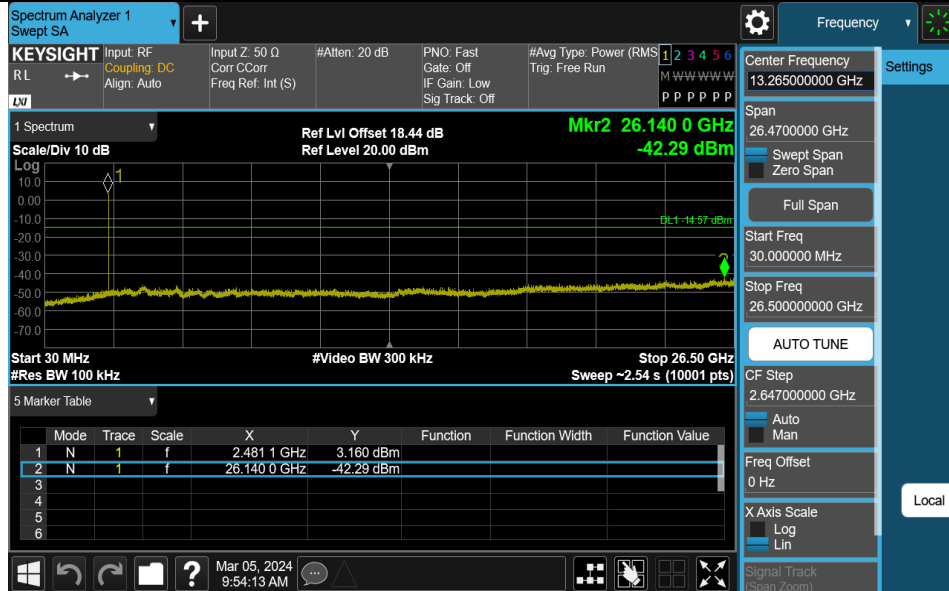 Spectrum Analyzer 1
Swept SA
+
Frequency
KEYSIGHT
RL
LXI
Input: RF
Coupling: DC
Align: Auto
Input Z: 50 Ω
Corr CCorr
Freq Ref: Int (S)
#Atten: 20 dB
PNO: Fast
Gate: Off
IF Gain: Low
Sig Track: Off
#Avg Type: Power (RMS
Trig: Free Run
1 2 3 4 5 6
M W W W W W
P P P P P P
1 Spectrum
Scale/Div 10 dB
Ref Lvl Offset 18.44 dB
Ref Level 20.00 dBm
Mkr2 26.140 0 GHz
-42.29 dBm
Log
10.0
0.00
-10.0
-20.0
-30.0
-40.0
-50.0
-60.0
-70.0
1
DL1 -14.57 dBm
2
Start 30 MHz
#Res BW 100 kHz
#Video BW 300 kHz
Stop 26.50 GHz
Sweep ~2.54 s (10001 pts)
5 Marker Table
Mode Trace Scale X Y Function Function Width Function Value
1 N 1 f 2.481 1 GHz 3.160 dBm
2 N 1 f 26.140 0 GHz -42.29 dBm
3
4
5
6
?
Mar 05, 2024
9:54:13 AM
Settings
Center Frequency
13.265000000 GHz
Span
26.4700000 GHz
Swept Span
Zero Span
Full Span
Start Freq
30.000000 MHz
Stop Freq
26.500000000 GHz
AUTO TUNE
CF Step
2.647000000 GHz
Auto
Man
Freq Offset
0 Hz
X Axis Scale
Log
Lin
Signal Track
(Span Zoom)
Local